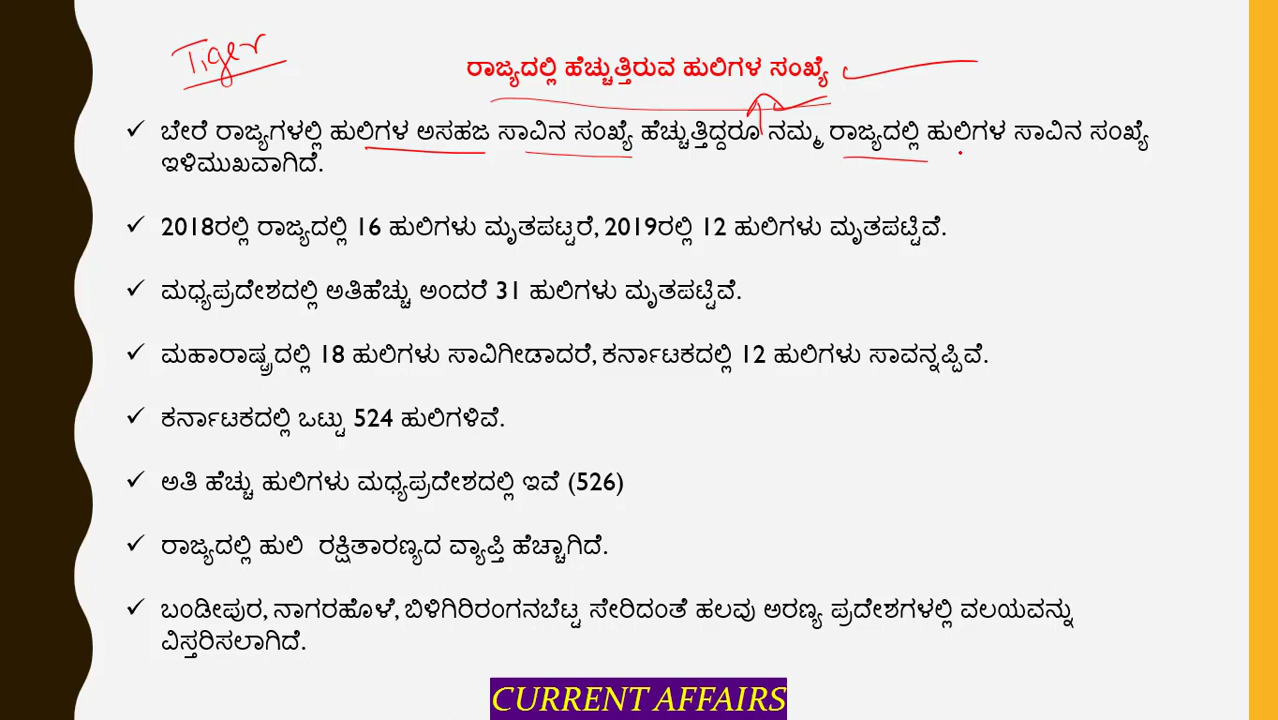 Tiger
ರಾಜ್ಯದಲ್ಲಿ ಹೆಚ್ಚುತ್ತಿರುವ ಹುಲಿಗಳ ಸಂಖ್ಯೆ
✓ ಬೇರೆ ರಾಜ್ಯಗಳಲ್ಲಿ ಹುಲಿಗಳ ಅಸಹಜ ಸಾವಿನ ಸಂಖ್ಯೆ ಹೆಚ್ಚುತ್ತಿದ್ದರೂ ನಮ್ಮ ರಾಜ್ಯದಲ್ಲಿ ಹುಲಿಗಳ ಸಾವಿನ ಸಂಖ್ಯೆ
ಇಳಿಮುಖವಾಗಿದೆ.
✓ 2018ರಲ್ಲಿ ರಾಜ್ಯದಲ್ಲಿ 16 ಹುಲಿಗಳು ಮೃತಪಟ್ಟರೆ, 2019ರಲ್ಲಿ 12 ಹುಲಿಗಳು ಮೃತಪಟ್ಟಿವೆ.
✓ ಮಧ್ಯಪ್ರದೇಶದಲ್ಲಿ ಅತಿಹೆಚ್ಚು ಅಂದರೆ 31 ಹುಲಿಗಳು ಮೃತಪಟ್ಟಿವೆ.
✓ ಮಹಾರಾಷ್ಟ್ರದಲ್ಲಿ 18 ಹುಲಿಗಳು ಸಾವಿಗೀಡಾದರೆ, ಕರ್ನಾಟಕದಲ್ಲಿ 12 ಹುಲಿಗಳು ಸಾವನ್ನಪ್ಪಿವೆ.
✓ ಕರ್ನಾಟಕದಲ್ಲಿ ಒಟ್ಟು 524 ಹುಲಿಗಳಿವೆ.
✓ ಅತಿ ಹೆಚ್ಚು ಹುಲಿಗಳು ಮಧ್ಯಪ್ರದೇಶದಲ್ಲಿ ಇವೆ (526)
✓ ರಾಜ್ಯದಲ್ಲಿ ಹುಲಿ ರಕ್ಷಿತಾರಣ್ಯದ ವ್ಯಾಪ್ತಿ ಹೆಚ್ಚಾಗಿದೆ.
✓ ಬಂಡೀಪುರ, ನಾಗರಹೊಳೆ, ಬಿಳಿಗಿರಿರಂಗನಬೆಟ್ಟ ಸೇರಿದಂತೆ ಹಲವು ಅರಣ್ಯ ಪ್ರದೇಶಗಳಲ್ಲಿ ವಲಯವನ್ನು
ವಿಸ್ತರಿಸಲಾಗಿದೆ.
CURRENT AFFAIRS